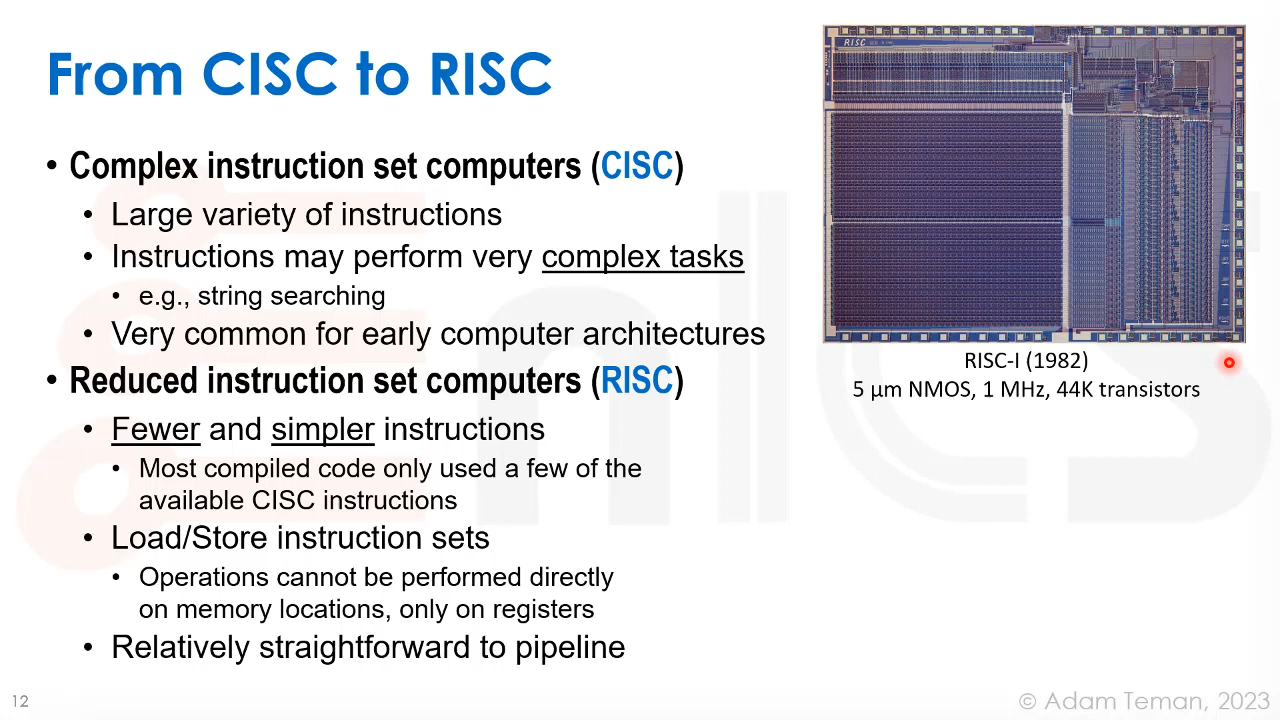 From CISC to RISC
• Complex instruction set computers (CISC)
• Large variety of instructions
• Instructions may perform very complex tasks
• e.g., string searching
• Very common for early computer architectures
• Reduced instruction set computers (RISC)
• Fewer and simpler instructions
• Most compiled code only used a few of the
available CISC instructions
• Load/Store instruction sets
• Operations cannot be performed directly
on memory locations, only on registers
• Relatively straightforward to pipeline
RISC
RISC-I (1982)
5 μm NMOS, 1 MHz, 44K transistors
12
© Adam Teman, 2023